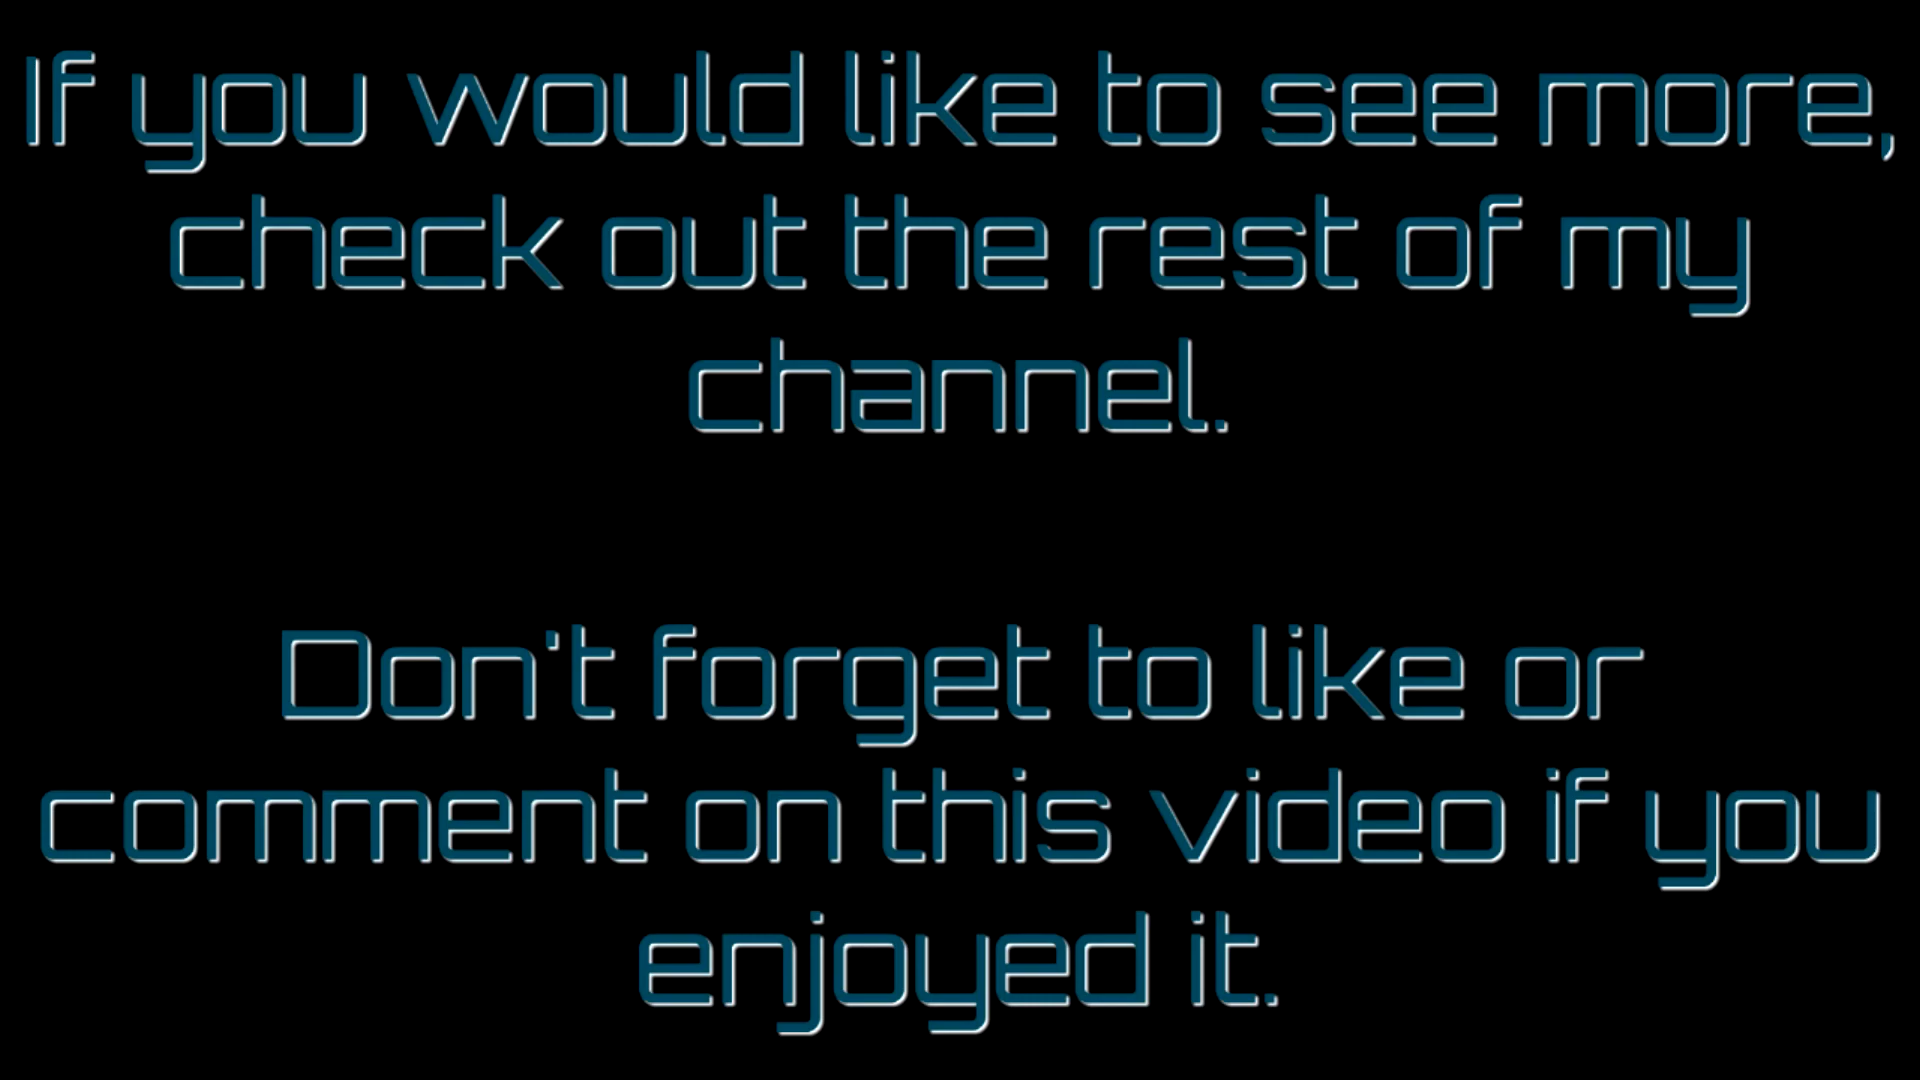 If you would like to see more,
check out the rest of my
channel.
Don't forget to like or
comment on this video if you
enjoyed it.